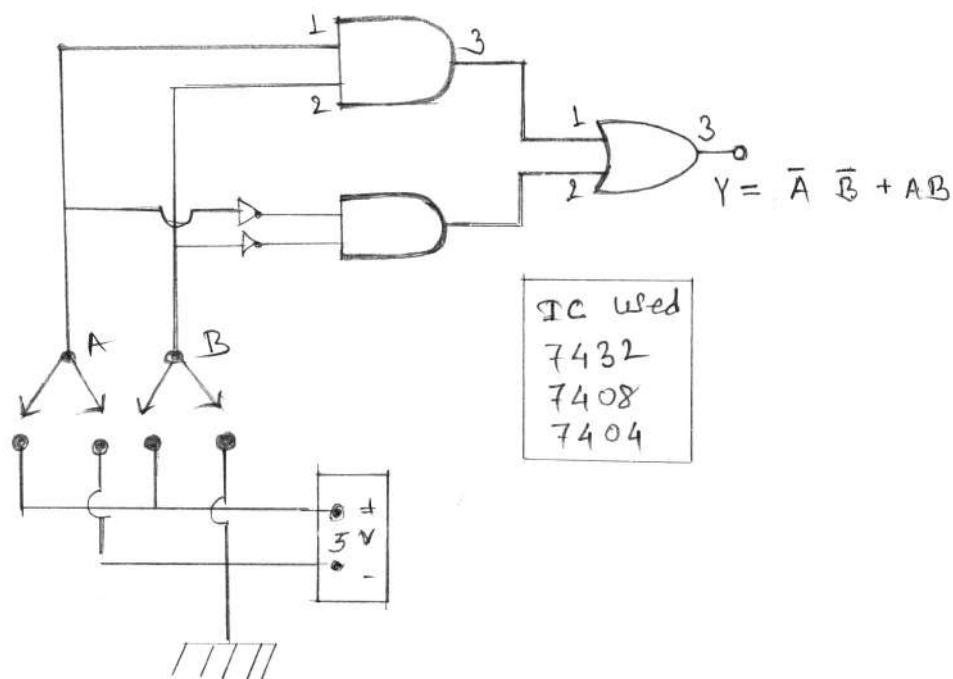 1
3
2
1
3
2
Y = A̅ B̅ + AB
IC Used
7432
7408
7404
A
B
+
5 V
-